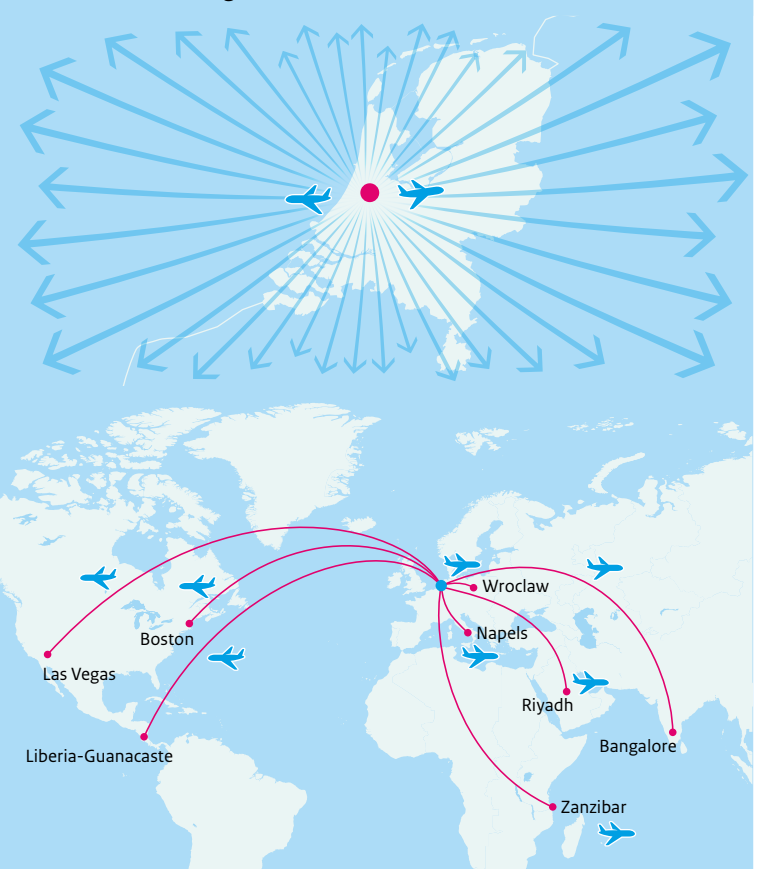 Wroclaw
Napels
Boston
Las Vegas
Riyadh
Bangalore
Liberia-Guanacaste
Zanzibar